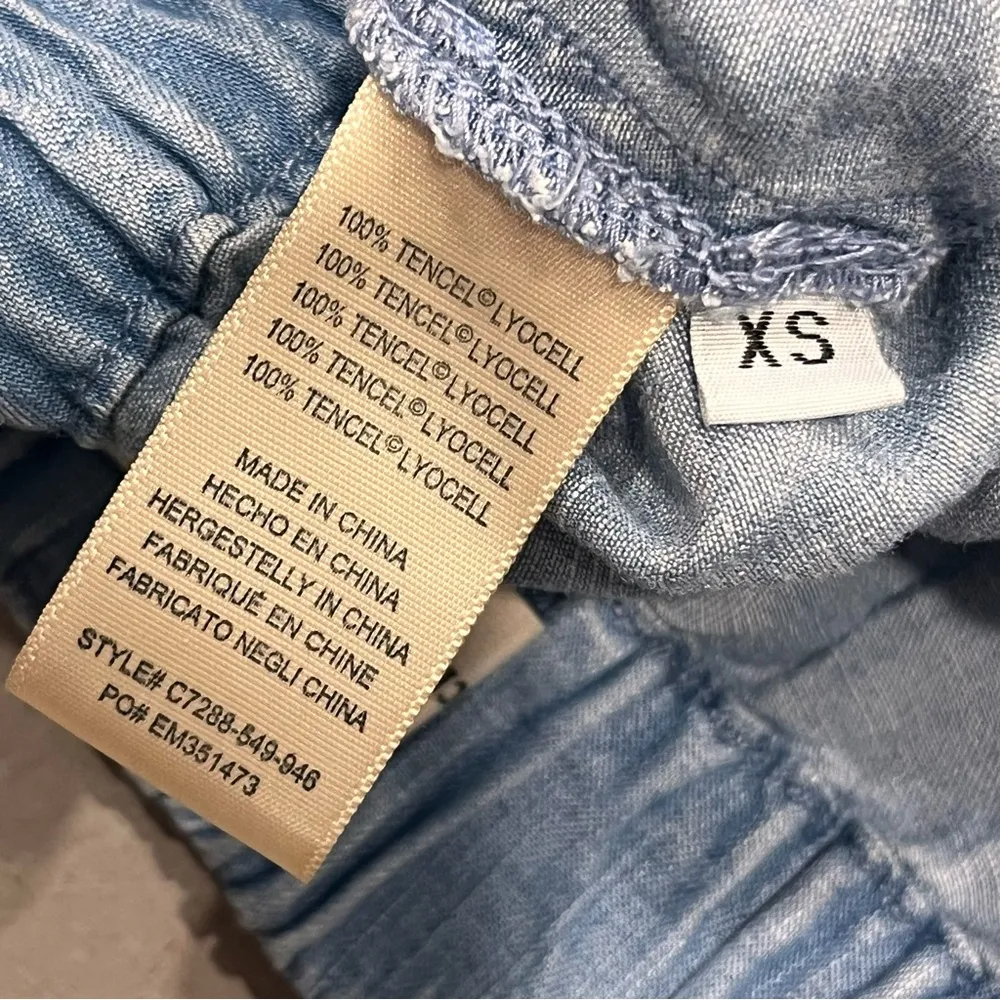 100% TENCEL©LYOCELL
100% TENCEL©LYOCELL
100% TENCEL©LYOCELL
100% TENCEL©LYOCELL
100% TENCEL©LYOCELL
MADE IN CHINA
HECHO EN CHINA
HERGESTELLY IN CHINA
FABRIQUÉ EN CHINE
FABRICATO NEGLI CHINA
STYLE# C7288-549-946
PO# EM351473
XS